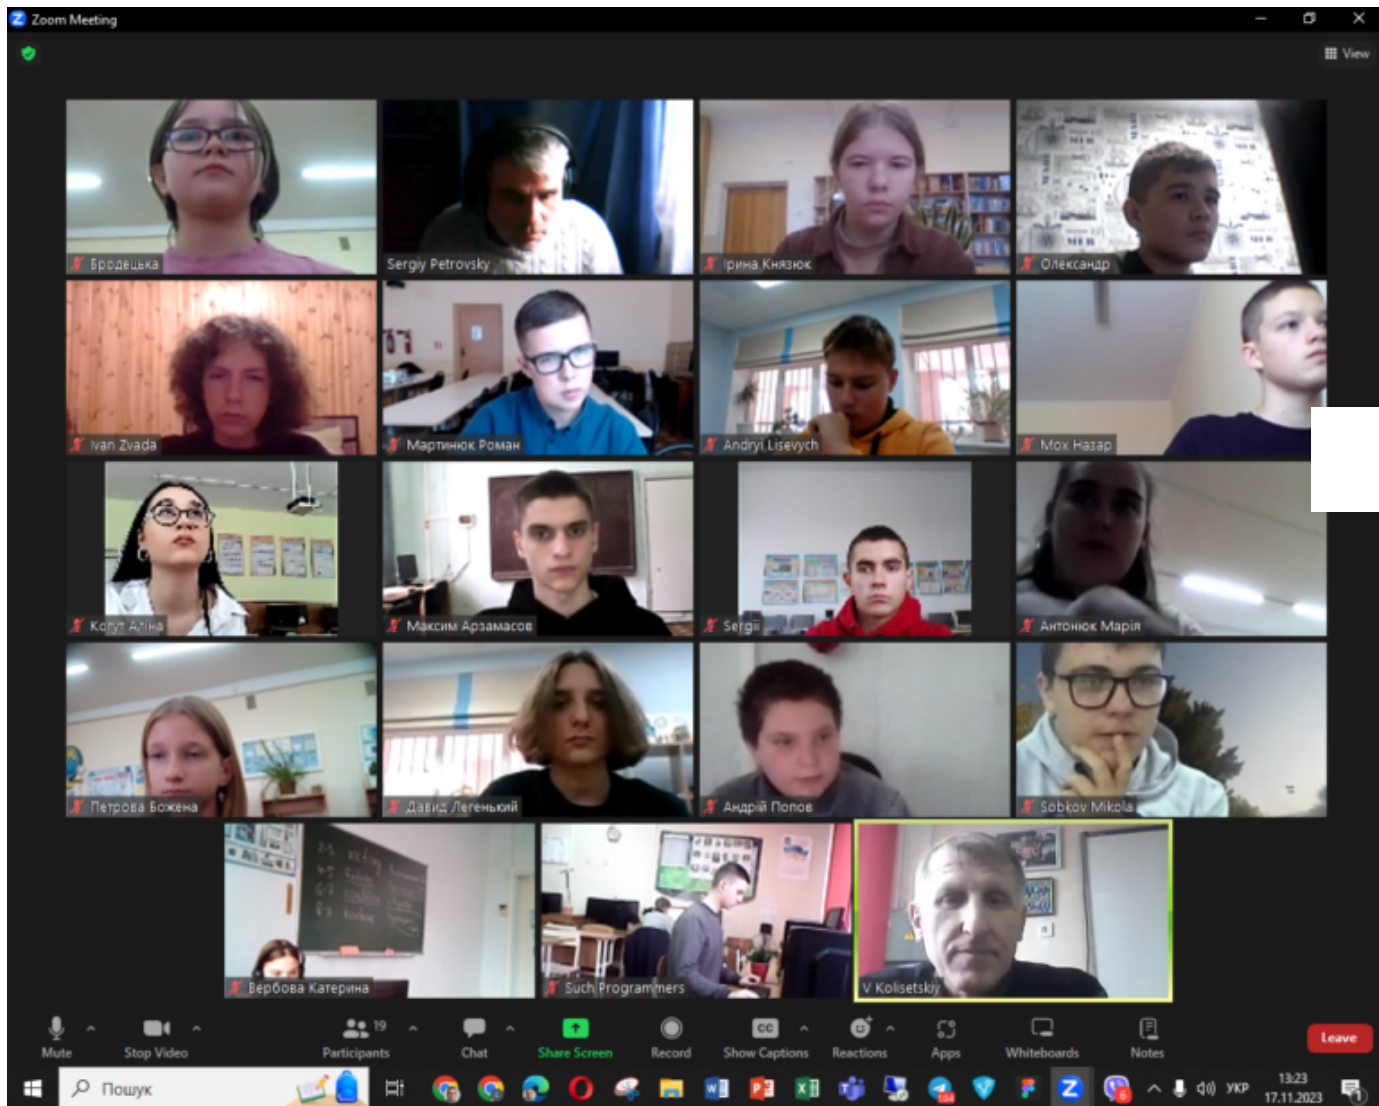 Zoom Meeting
View
Бродецька
Sergiy Petrovsky
Ірина Князюк
Олександр
Ivan Zvada
Мартинюк Роман
Andryi Lisevych
Мох Назар
Когут Аліна
Максим Арзамасов
Sergii
Антонюк Марія
Петрова Божена
Давид Легенький
Андрій Попов
Sobkov Mikola
Вербова Катерина
Such Programmers
V Kolisetskiy
19
CC
Mute
Stop Video
Participants
Chat
Share Screen
Record
Show Captions
Reactions
Apps
Whiteboards
Notes
Leave
Пошук
104
6
УКР
13:23
17.11.2023
1